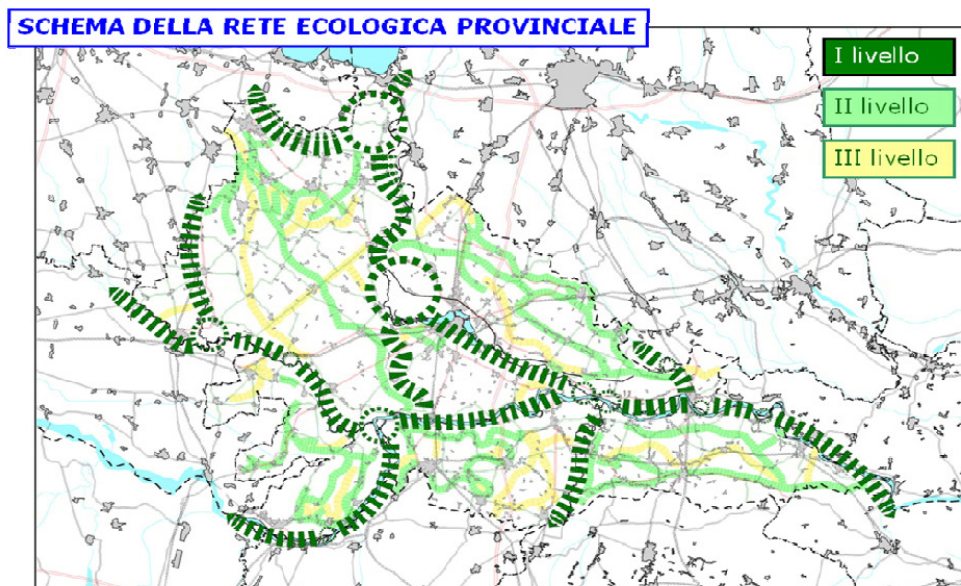 SCHEMA DELLA RETE ECOLOGICA PROVINCIALE
I livello
II livello
III livello